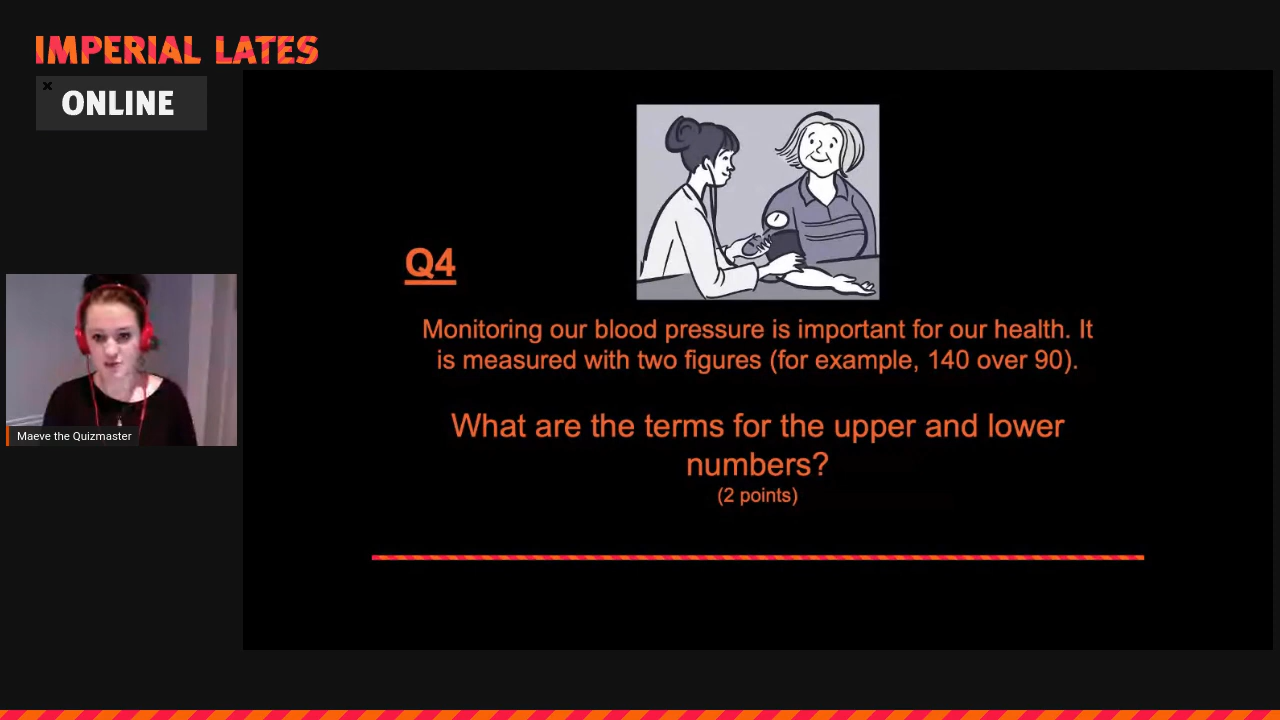 IMPERIAL LATES
ONLINE
Q4
Monitoring our blood pressure is important for our health. It
is measured with two figures (for example, 140 over 90).
What are the terms for the upper and lower
numbers?
(2 points)
Maeve the Quizmaster